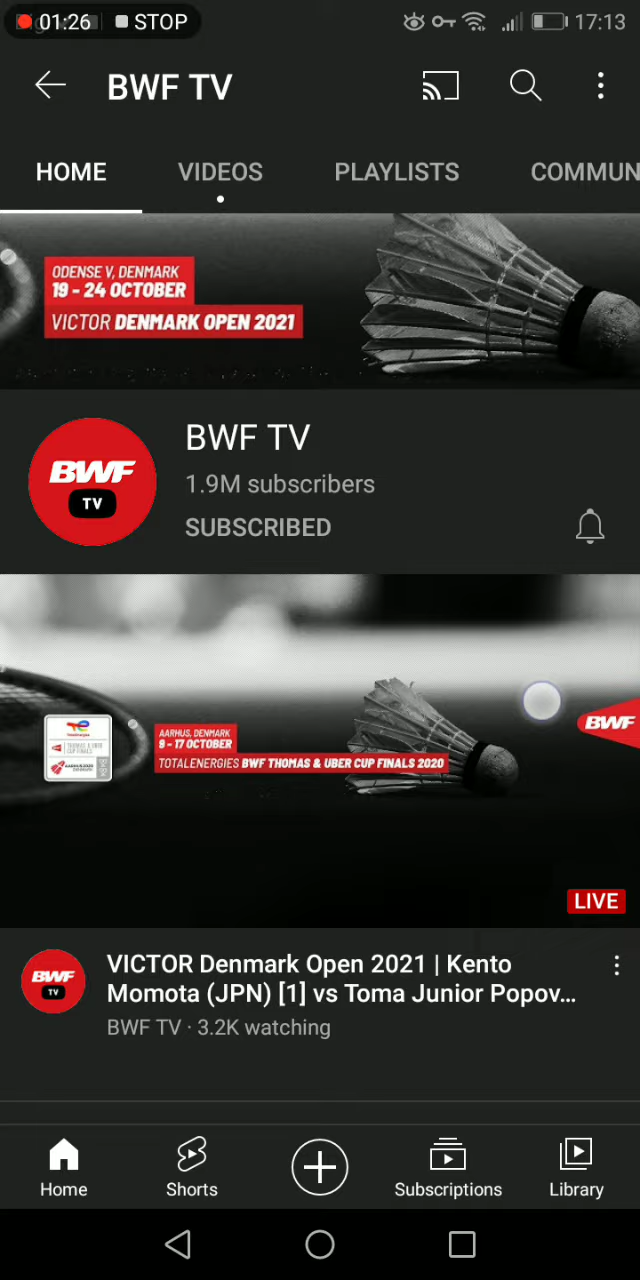 01:26 STOP 17:13
BWF TV
HOME VIDEOS PLAYLISTS COMMUN
ODENSE V, DENMARK
19 - 24 OCTOBER
VICTOR DENMARK OPEN 2021
BWF TV
BWF
TV
1.9M subscribers
SUBSCRIBED
AARHUS, DENMARK
9 - 17 OCTOBER
TOTALENERGIES BWF THOMAS & UBER CUP FINALS 2020
BWF
LIVE
BWF
TV
VICTOR Denmark Open 2021 | Kento
Momota (JPN) [1] vs Toma Junior Popov...
BWF TV · 3.2K watching
Home Shorts Subscriptions Library